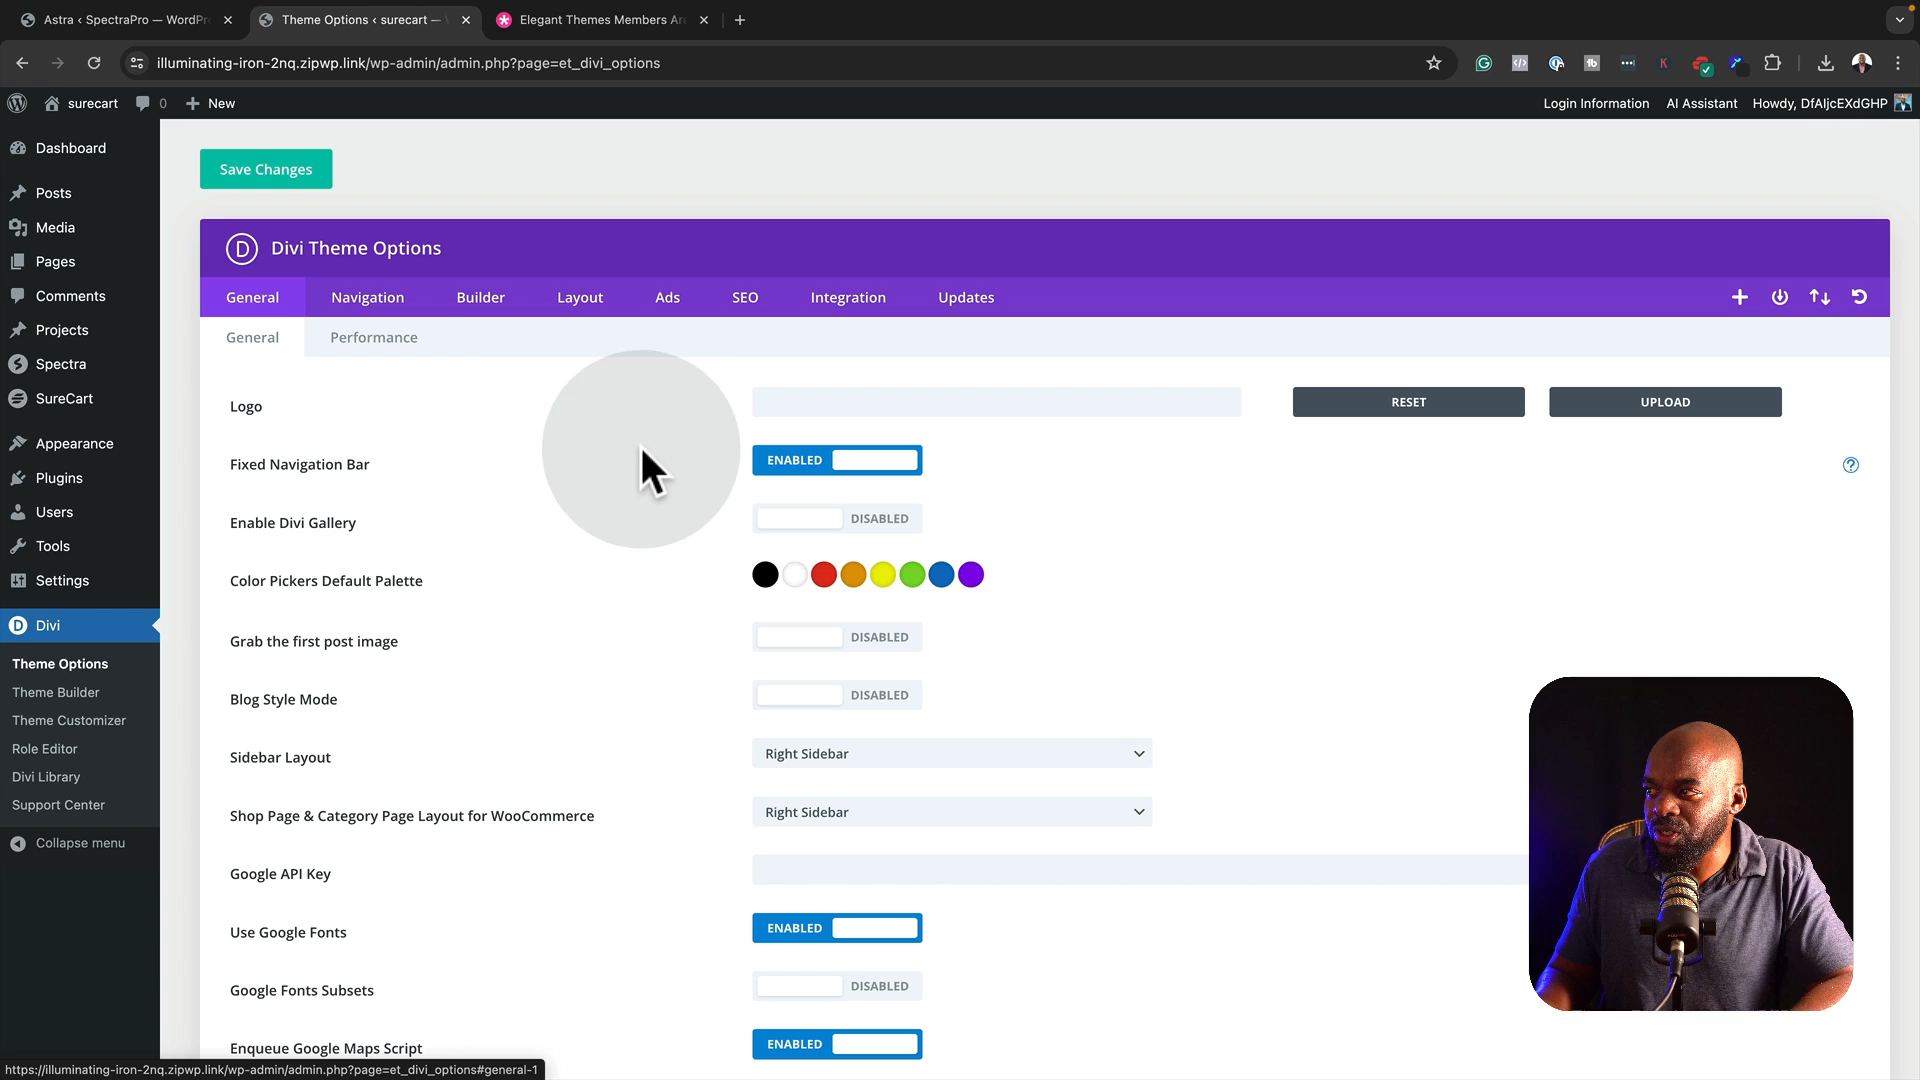 Astra ‹ SpectraPro — WordPr
Theme Options ‹ surecart —
Elegant Themes Members Ar
illuminating-iron-2nq.zipwp.link/wp-admin/admin.php?page=et_divi_options
surecart
0
New
Login Information
AI Assistant
Howdy, DfAljcEXdGHP
Dashboard
Posts
Media
Pages
Comments
Projects
Spectra
SureCart
Appearance
Plugins
Users
Tools
Settings
Divi
Theme Options
Theme Builder
Theme Customizer
Role Editor
Divi Library
Support Center
Collapse menu
Save Changes
D Divi Theme Options
General
Navigation
Builder
Layout
Ads
SEO
Integration
Updates
General
Performance
Logo
RESET
UPLOAD
Fixed Navigation Bar
ENABLED
Enable Divi Gallery
DISABLED
Color Pickers Default Palette
Grab the first post image
DISABLED
Blog Style Mode
DISABLED
Sidebar Layout
Right Sidebar
Shop Page & Category Page Layout for WooCommerce
Right Sidebar
Google API Key
Use Google Fonts
ENABLED
Google Fonts Subsets
DISABLED
Enqueue Google Maps Script
ENABLED
https://illuminating-iron-2nq.zipwp.link/wp-admin/admin.php?page=et_divi_options#general-1